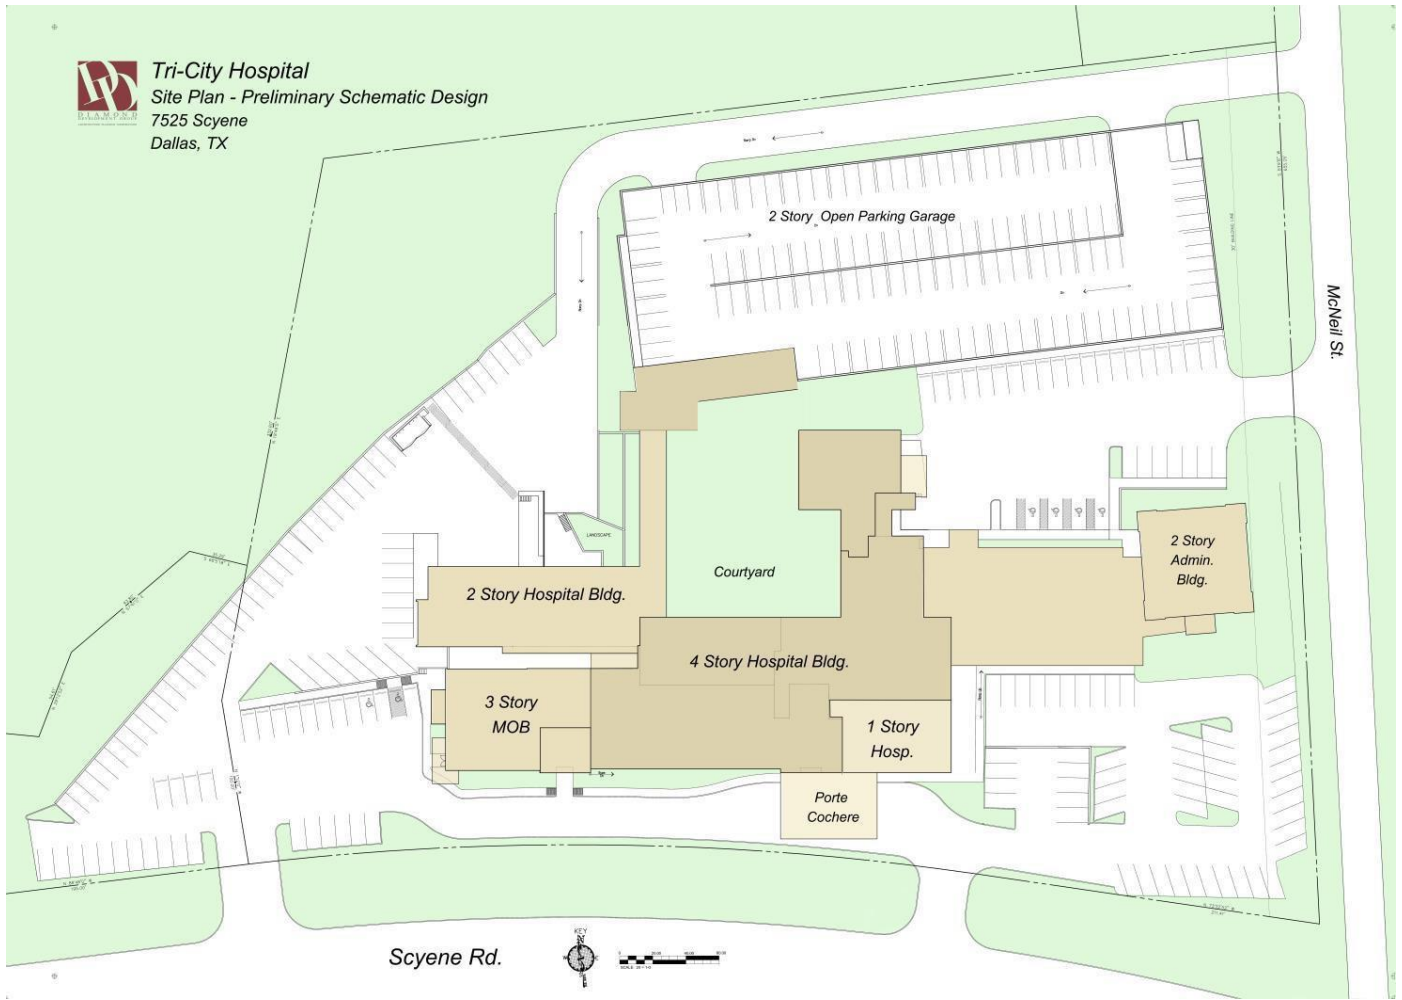 Tri-City Hospital
Site Plan - Preliminary Schematic Design
7525 Scyene
Dallas, TX
DIAMOND
2 Story Open Parking Garage
McNeil St.
LANDSCAPE
2 Story
Admin.
Bldg.
Courtyard
2 Story Hospital Bldg.
4 Story Hospital Bldg.
3 Story
MOB
1 Story
Hosp.
Porte
Cochere
Scyene Rd.
KEY